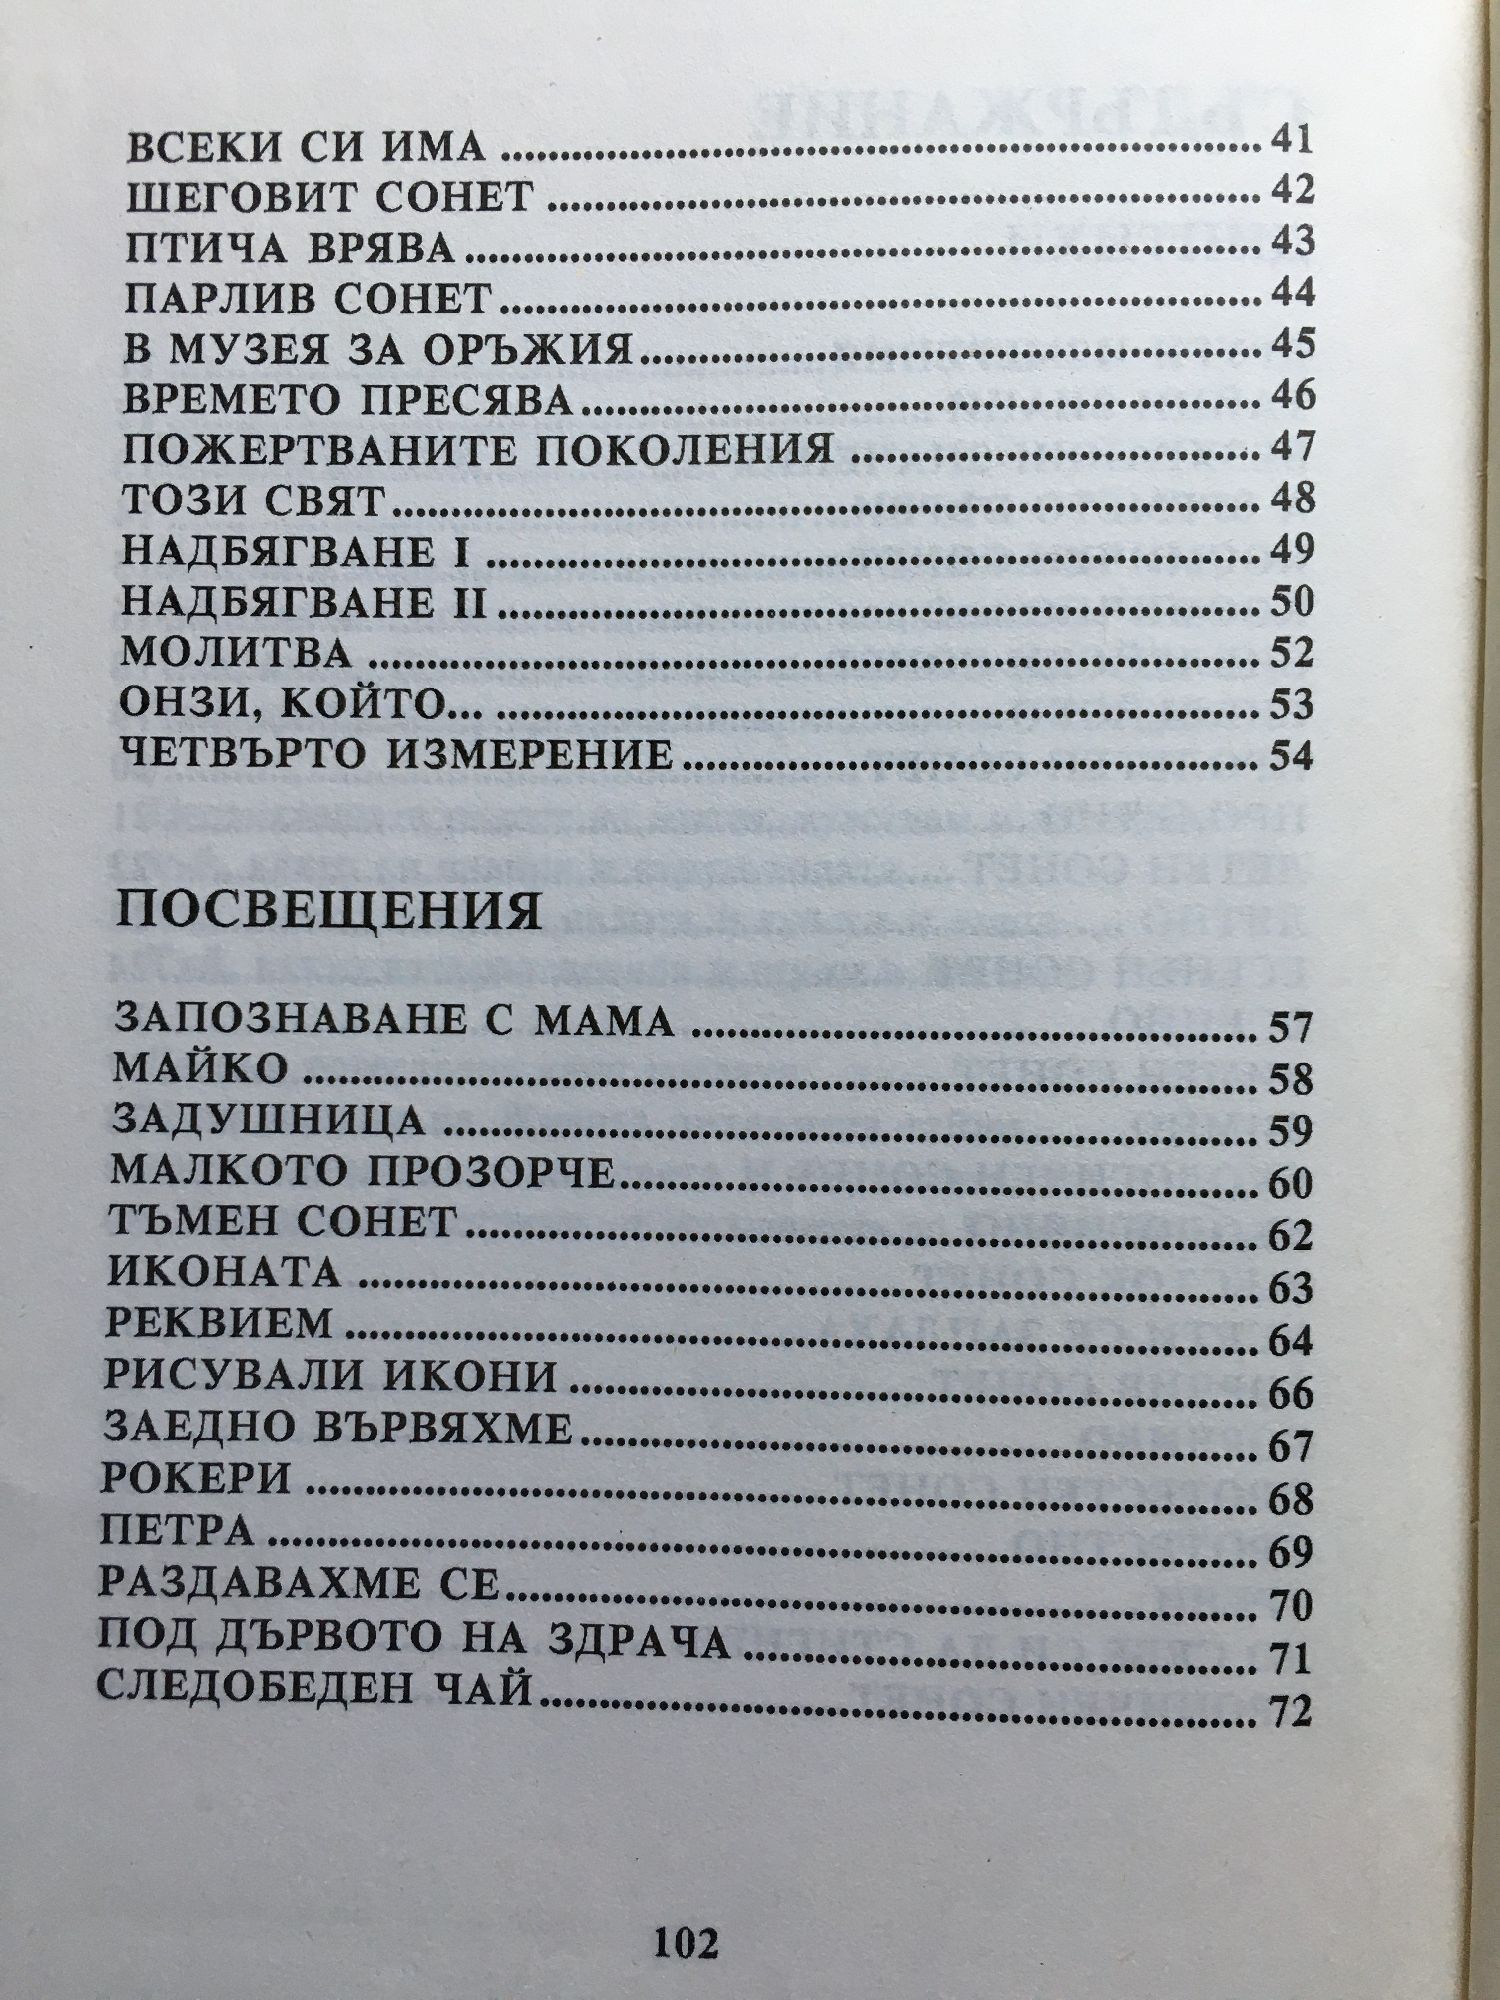 ВСЕКИ СИ ИМА ........................ 41
ШЕГОВИТ СОНЕТ ........................ 42
ПТИЧА ВРЯВА ........................ 43
ПАРЛИВ СОНЕТ ........................ 44
В МУЗЕЯ ЗА ОРЪЖИЯ ........................ 45
ВРЕМЕТО ПРЕСЯВА ........................ 46
ПОЖЕРТВАНИТЕ ПОКОЛЕНИЯ ........................ 47
ТОЗИ СВЯТ ........................ 48
НАДБЯГВАНЕ I ........................ 49
НАДБЯГВАНЕ II ........................ 50
МОЛИТВА ........................ 52
ОНЗИ, КОЙТО... ........................ 53
ЧЕТВЪРТО ИЗМЕРЕНИЕ ........................ 54
ПОСВЕЩЕНИЯ
ЗАПОЗНАВАНЕ С МАМА ........................ 57
МАЙКО ........................ 58
ЗАДУШНИЦА ........................ 59
МАЛКОТО ПРОЗОРЧЕ ........................ 60
ТЪМЕН СОНЕТ ........................ 62
ИКОНАТА ........................ 63
РЕКВИЕМ ........................ 64
РИСУВАЛИ ИКОНИ ........................ 66
ЗАЕДНО ВЪРВЯХМЕ ........................ 67
РОКЕРИ ........................ 68
ПЕТРА ........................ 69
РАЗДАВАХМЕ СЕ ........................ 70
ПОД ДЪРВОТО НА ЗДРАЧА ........................ 71
СЛЕДОБЕДЕН ЧАЙ ........................ 72
102